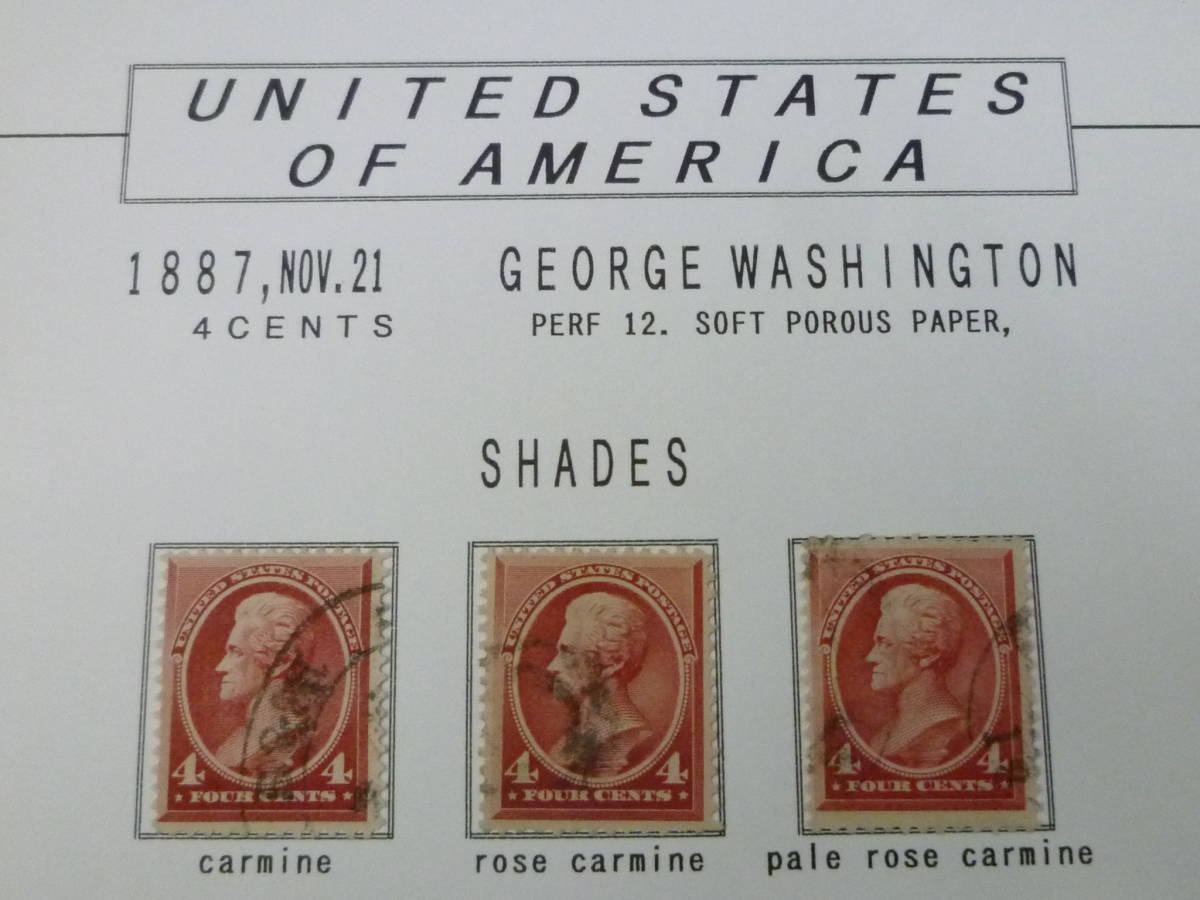 UNITED STATES
OF AMERICA
1887, NOV. 21 GEORGE WASHINGTON
4 CENTS PERF 12. SOFT POROUS PAPER,
SHADES
UNITED STATES POSTAGE
4 4
★ FOUR CENTS ★
UNITED STATES POSTAGE
4 4
★ FOUR CENTS ★
UNITED STATES POSTAGE
4 4
★ FOUR CENTS ★
carmine rose carmine pale rose carmine